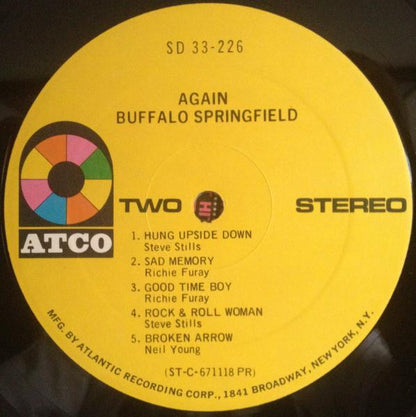 SD 33-226
AGAIN
BUFFALO SPRINGFIELD
ATCO
TWO
STEREO
1. HUNG UPSIDE DOWN
Steve Stills
2. SAD MEMORY
Richie Furay
3. GOOD TIME BOY
Richie Furay
4. ROCK & ROLL WOMAN
Steve Stills
5. BROKEN ARROW
Neil Young
(ST-C-671118 PR)
MFG. BY ATLANTIC RECORDING CORP., 1841 BROADWAY, NEW YORK, N.Y.